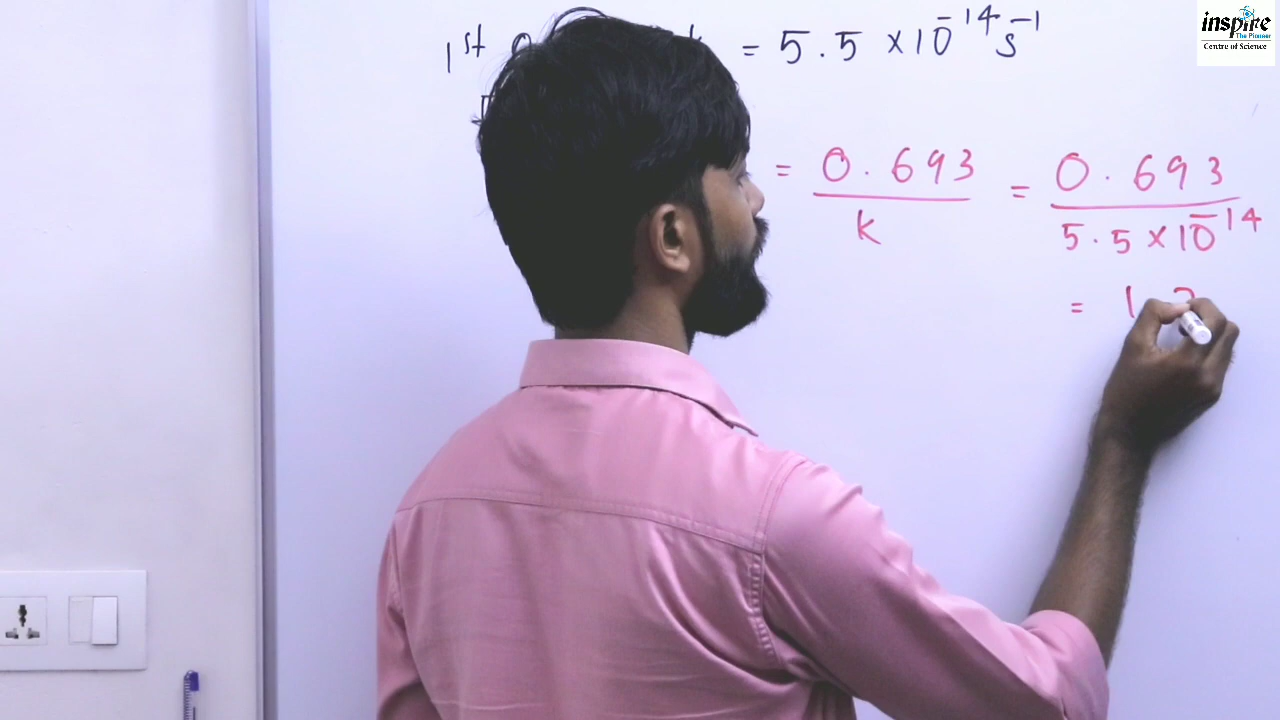 inspire
The Pioneer
Centre of Science
1st = 5.5 × 10⁻¹⁴ s⁻¹
= 0.693 / k = 0.693 / 5.5 × 10⁻¹⁴
= 1